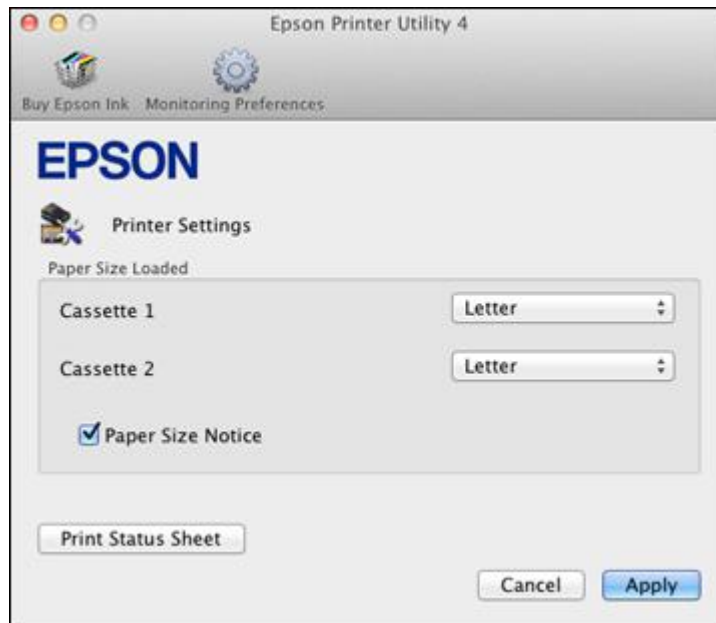 Epson Printer Utility 4
Buy Epson Ink Monitoring Preferences
EPSON
Printer Settings
Paper Size Loaded
Cassette 1 Letter
Cassette 2 Letter
Paper Size Notice
Print Status Sheet
Cancel Apply